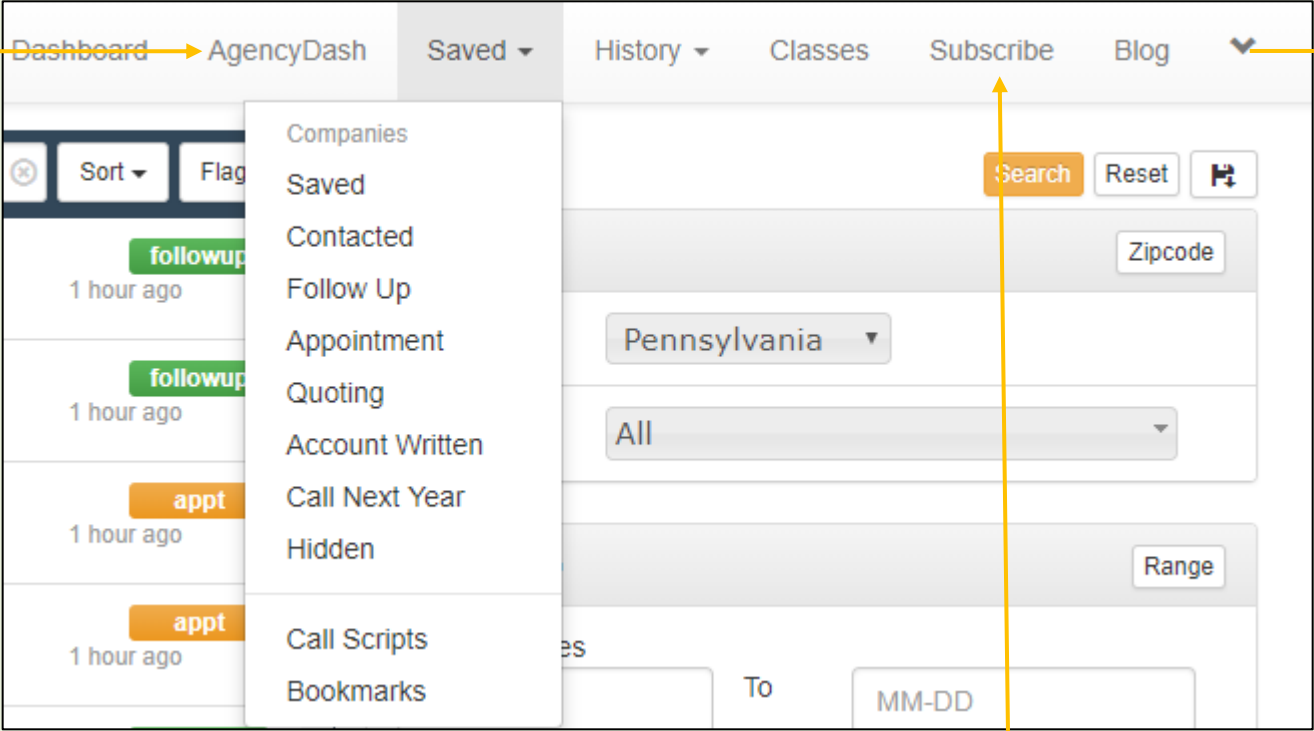 Dashboard AgencyDash Saved History Classes Subscribe Blog
Sort Flag Search Reset
Companies
Saved
Contacted
Follow Up
Appointment
Quoting
Account Written
Call Next Year
Hidden
Call Scripts
Bookmarks
followup
1 hour ago
followup
1 hour ago
appt
1 hour ago
appt
1 hour ago
Zipcode
Pennsylvania
All
Range
es
To
MM-DD